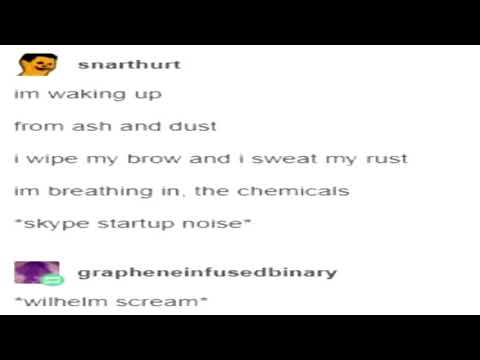 snarthurt
im waking up
from ash and dust
i wipe my brow and i sweat my rust
im breathing in, the chemicals
*skype startup noise*
grapheneinfusedbinary
*wilhelm scream*